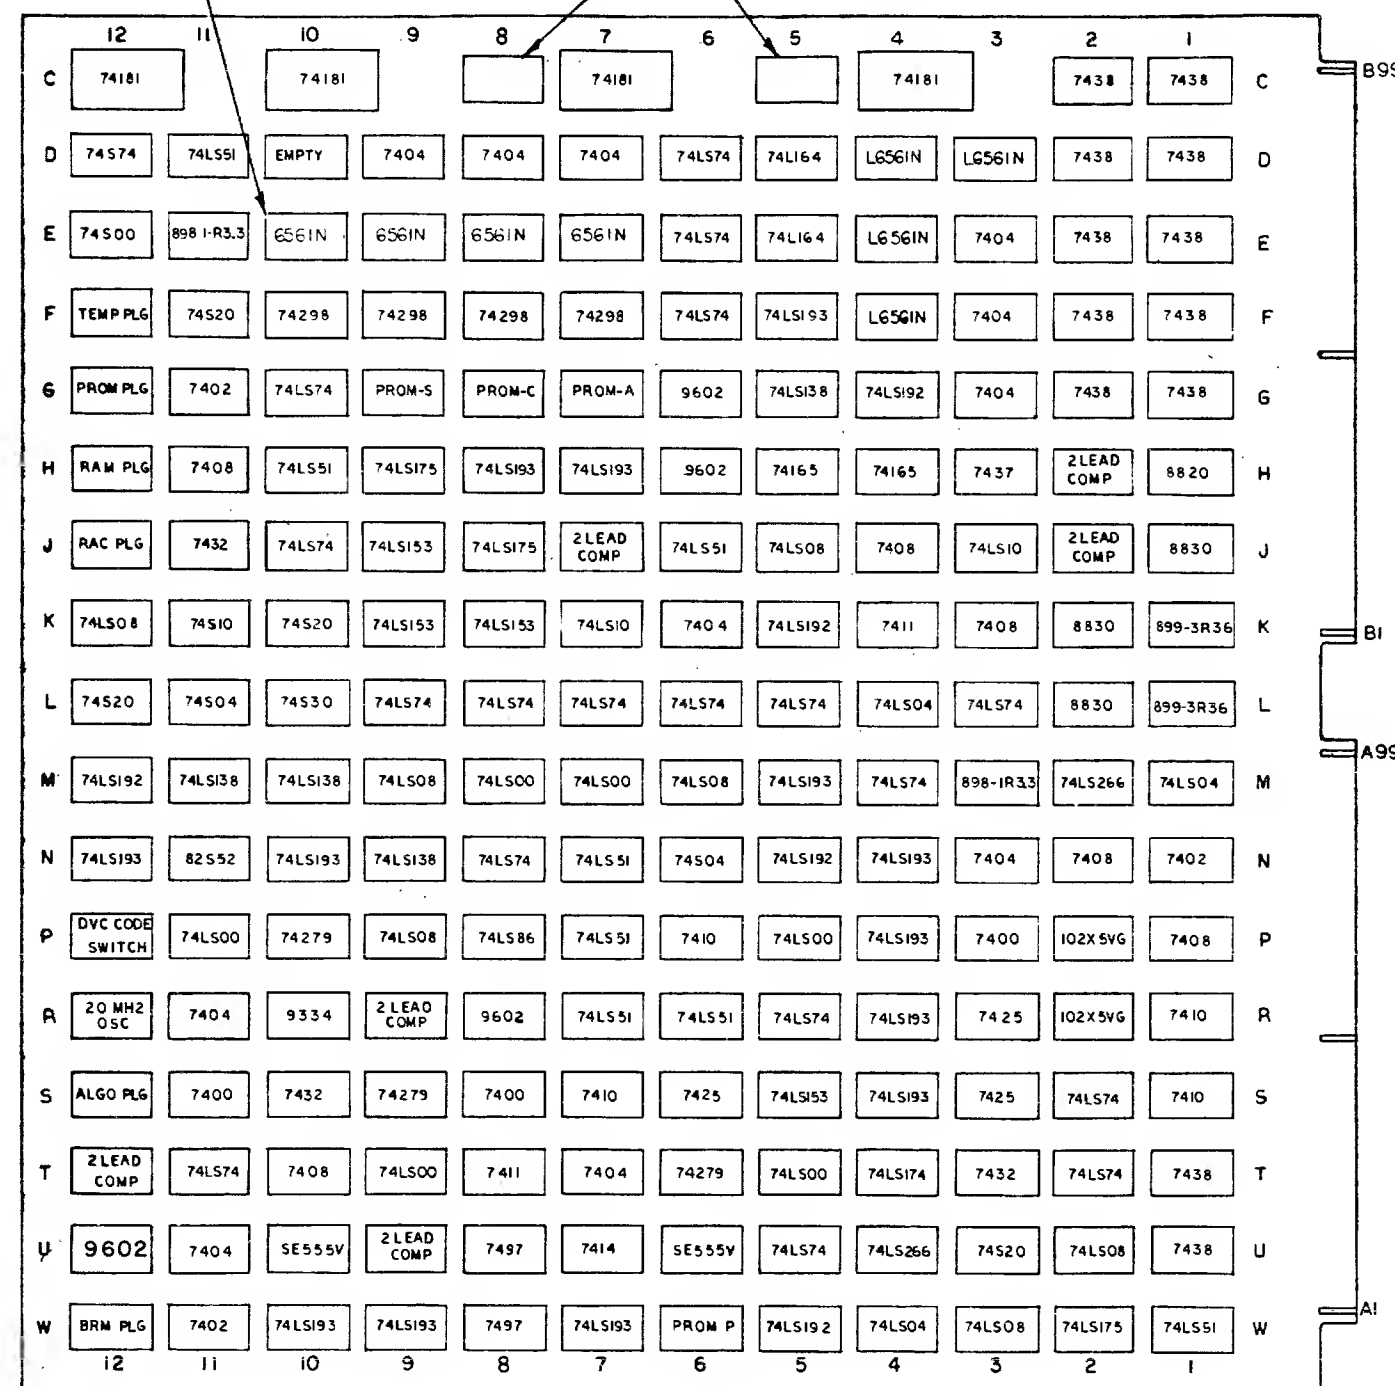 12 11 10 9 8 7 6 5 4 3 2 1
C 74181 74181 74181 74181 7438 7438 C B99
D 74S74 74LS51 EMPTY 7404 7404 7404 74LS74 74L164 L6561N L6561N 7438 7438 D
E 74S00 898 1-R3.3 6561N 6561N 6561N 6561N 74LS74 74L164 L6561N 7404 7438 7438 E
F TEMP PLG 74S20 74298 74298 74298 74298 74LS74 74LS193 L6561N 7404 7438 7438 F
G PROM PLG 7402 74LS74 PROM-S PROM-C PROM-A 9602 74LS138 74LS192 7404 7438 7438 G
H RAM PLG 7408 74LS51 74LS175 74LS193 74LS193 9602 74165 74165 7437 2 LEAD COMP 8820 H
J RAC PLG 7432 74LS74 74LS153 74LS175 2 LEAD COMP 74LS51 74LS08 7408 74LS10 2 LEAD COMP 8830 J
K 74LS08 74S10 74S20 74LS153 74LS153 74LS10 7404 74LS192 7411 7408 8830 899-3R36 K B1
L 74S20 74S04 74S30 74LS74 74LS74 74LS74 74LS74 74LS74 74LS04 74LS74 8830 899-3R36 L
A99
M 74LS192 74LS138 74LS138 74LS08 74LS00 74LS00 74LS08 74LS193 74LS74 898-1R3.3 74LS266 74LS04 M
N 74LS193 82S52 74LS193 74LS138 74LS74 74LS51 74S04 74LS192 74LS193 7404 7408 7402 N
P DVC CODE SWITCH 74LS00 74279 74LS08 74LS86 74LS51 7410 74LS00 74LS193 7400 102X5VG 7408 P
R 20 MHZ OSC 7404 9334 2 LEAD COMP 9602 74LS51 74LS51 74LS74 74LS193 7425 102X5VG 7410 R
S ALGO PLG 7400 7432 74279 7400 7410 7425 74LS153 74LS193 7425 74LS74 7410 S
T 2 LEAD COMP 74LS74 7408 74LS00 7411 7404 74279 74LS00 74LS174 7432 74LS74 7438 T
U 9602 7404 SE555V 2 LEAD COMP 7497 7414 SE555V 74LS74 74LS266 74S20 74LS08 7438 U
A1
W BRM PLG 7402 74LS193 74LS193 7497 74LS193 PROM P 74LS192 74LS04 74LS08 74LS175 74LS51 W
12 11 10 9 8 7 6 5 4 3 2 1